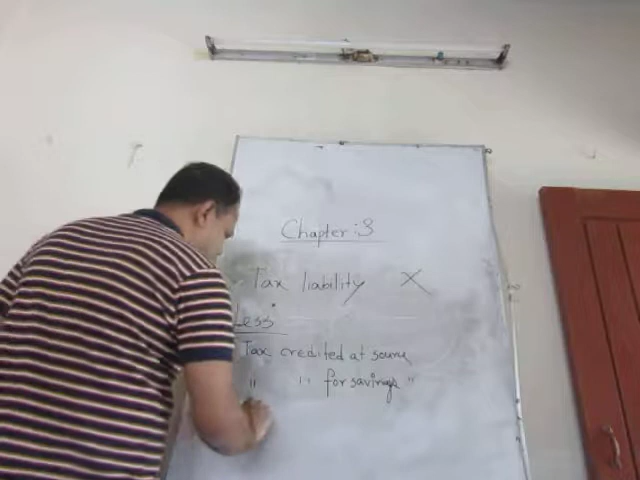 Chapter : 3
Tax liability X
Less
Tax credited at source
" " for savings "